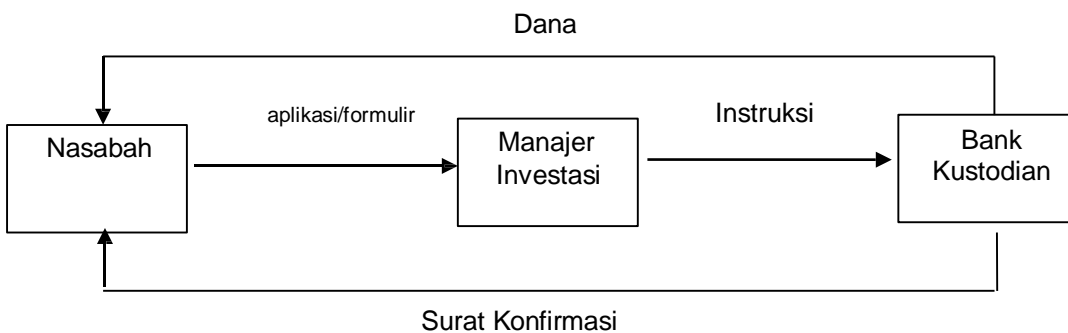 Dana
aplikasi/formulir
Instruksi
Nasabah
Manajer
Investasi
Bank
Kustodian
Surat Konfirmasi